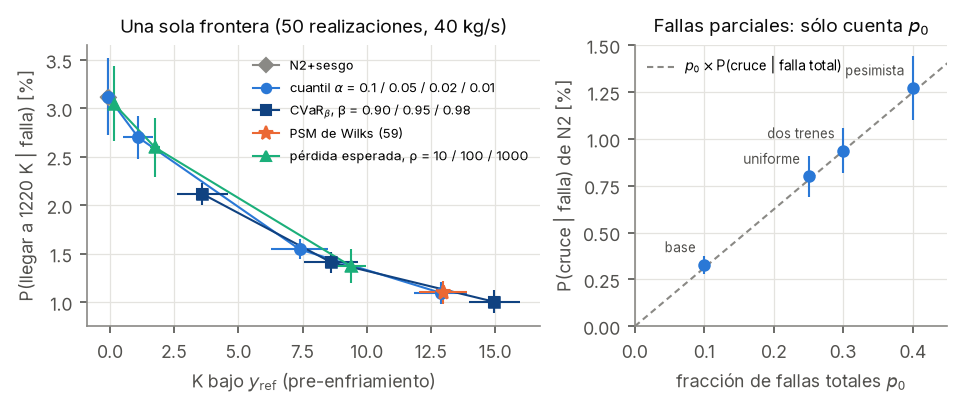 Una sola frontera (50 realizaciones, 40 kg/s)
P(llegar a 1220 K | falla) [%]
3.5
3.0
2.5
2.0
1.5
1.0
N2+sesgo
cuantil α = 0.1 / 0.05 / 0.02 / 0.01
CVaRβ, β = 0.90 / 0.95 / 0.98
PSM de Wilks (59)
pérdida esperada, ρ = 10 / 100 / 1000
0.0 2.5 5.0 7.5 10.0 12.5 15.0
K bajo yref (pre-enfriamiento)
Fallas parciales: sólo cuenta p0
P(cruce | falla) de N2 [%]
1.50
1.25
1.00
0.75
0.50
0.25
0.00
p0 × P(cruce | falla total)
pesimista
dos trenes
uniforme
base
0.0 0.1 0.2 0.3 0.4
fracción de fallas totales p0